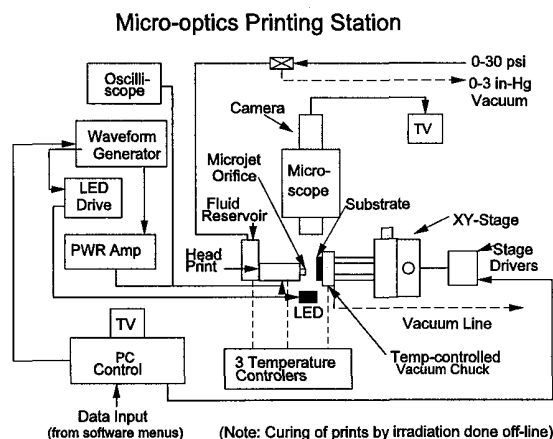 Micro-optics Printing Station
Oscilli-
scope
0-30 psi
0-3 in-Hg
Vacuum
Camera
TV
Waveform
Generator
Microjet
Orifice
Micro-
scope
LED
Drive
Fluid
Reservoir
Substrate
XY-Stage
PWR Amp
Head
Print
Stage
Drivers
LED
Vacuum Line
TV
PC
Control
3 Temperature
Controlers
Temp-controlled
Vacuum Chuck
Data Input
(from software menus)
(Note: Curing of prints by irradiation done off-line)